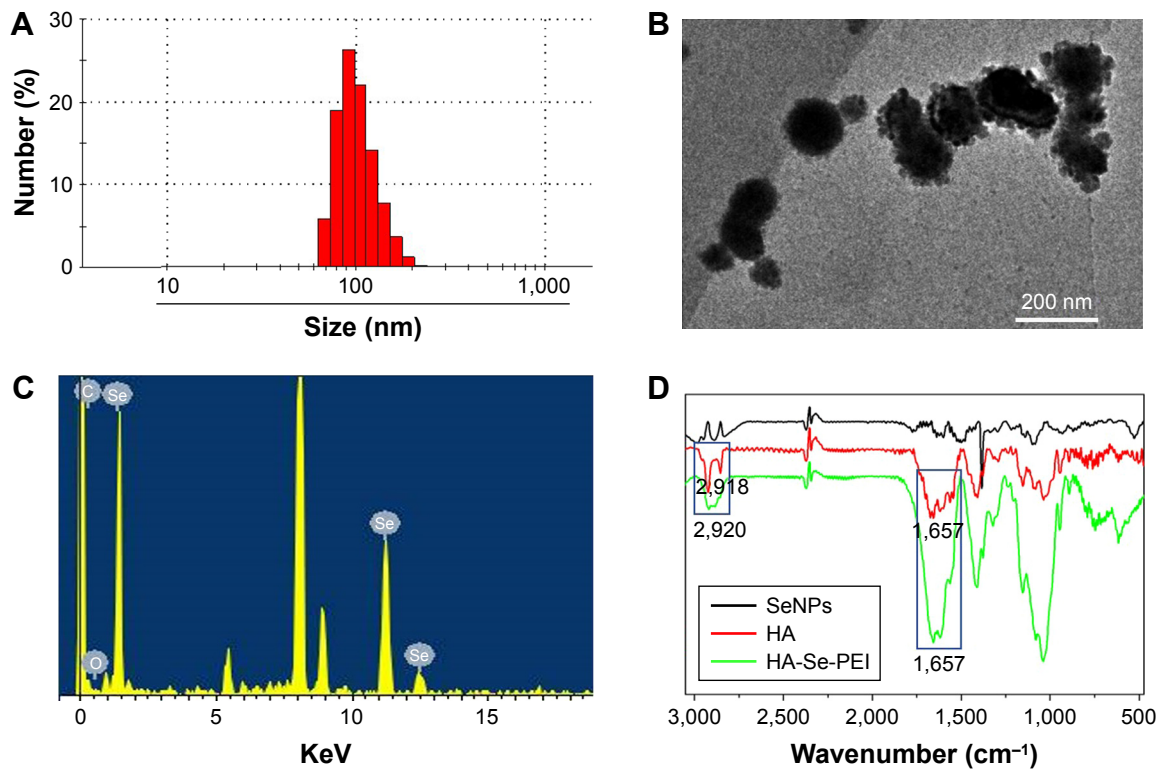 A
Number (%)
30
20
10
0
10
100
1,000
Size (nm)
B
200 nm
C
C
Se
O
Se
Se
0
5
10
15
KeV
D
2,918
2,920
1,657
1,657
SeNPs
HA
HA-Se-PEI
3,000
2,500
2,000
1,500
1,000
500
Wavenumber (cm⁻¹)